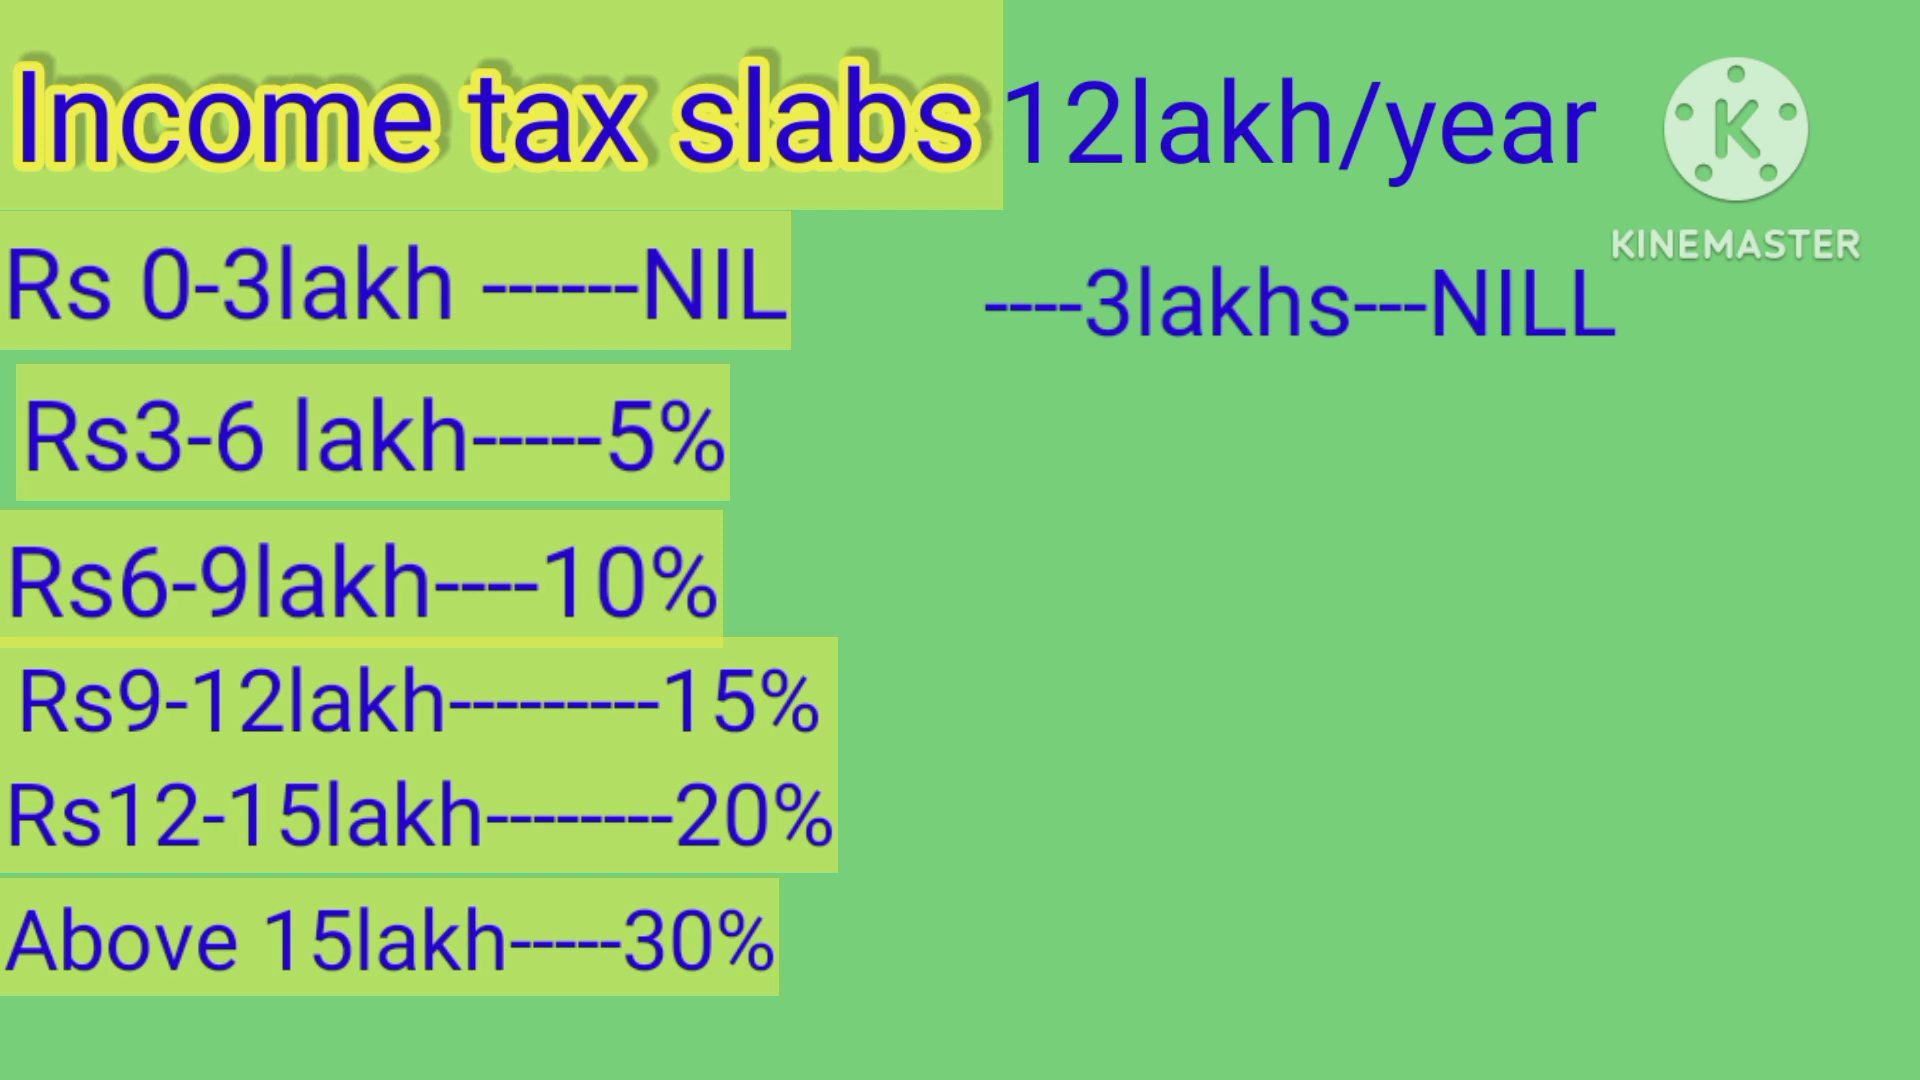 Income tax slabs 12lakh/year
K
KINEMASTER
Rs 0-3lakh ------NIL ----3lakhs---NILL
Rs3-6 lakh-----5%
Rs6-9lakh----10%
Rs9-12lakh---------15%
Rs12-15lakh--------20%
Above 15lakh-----30%